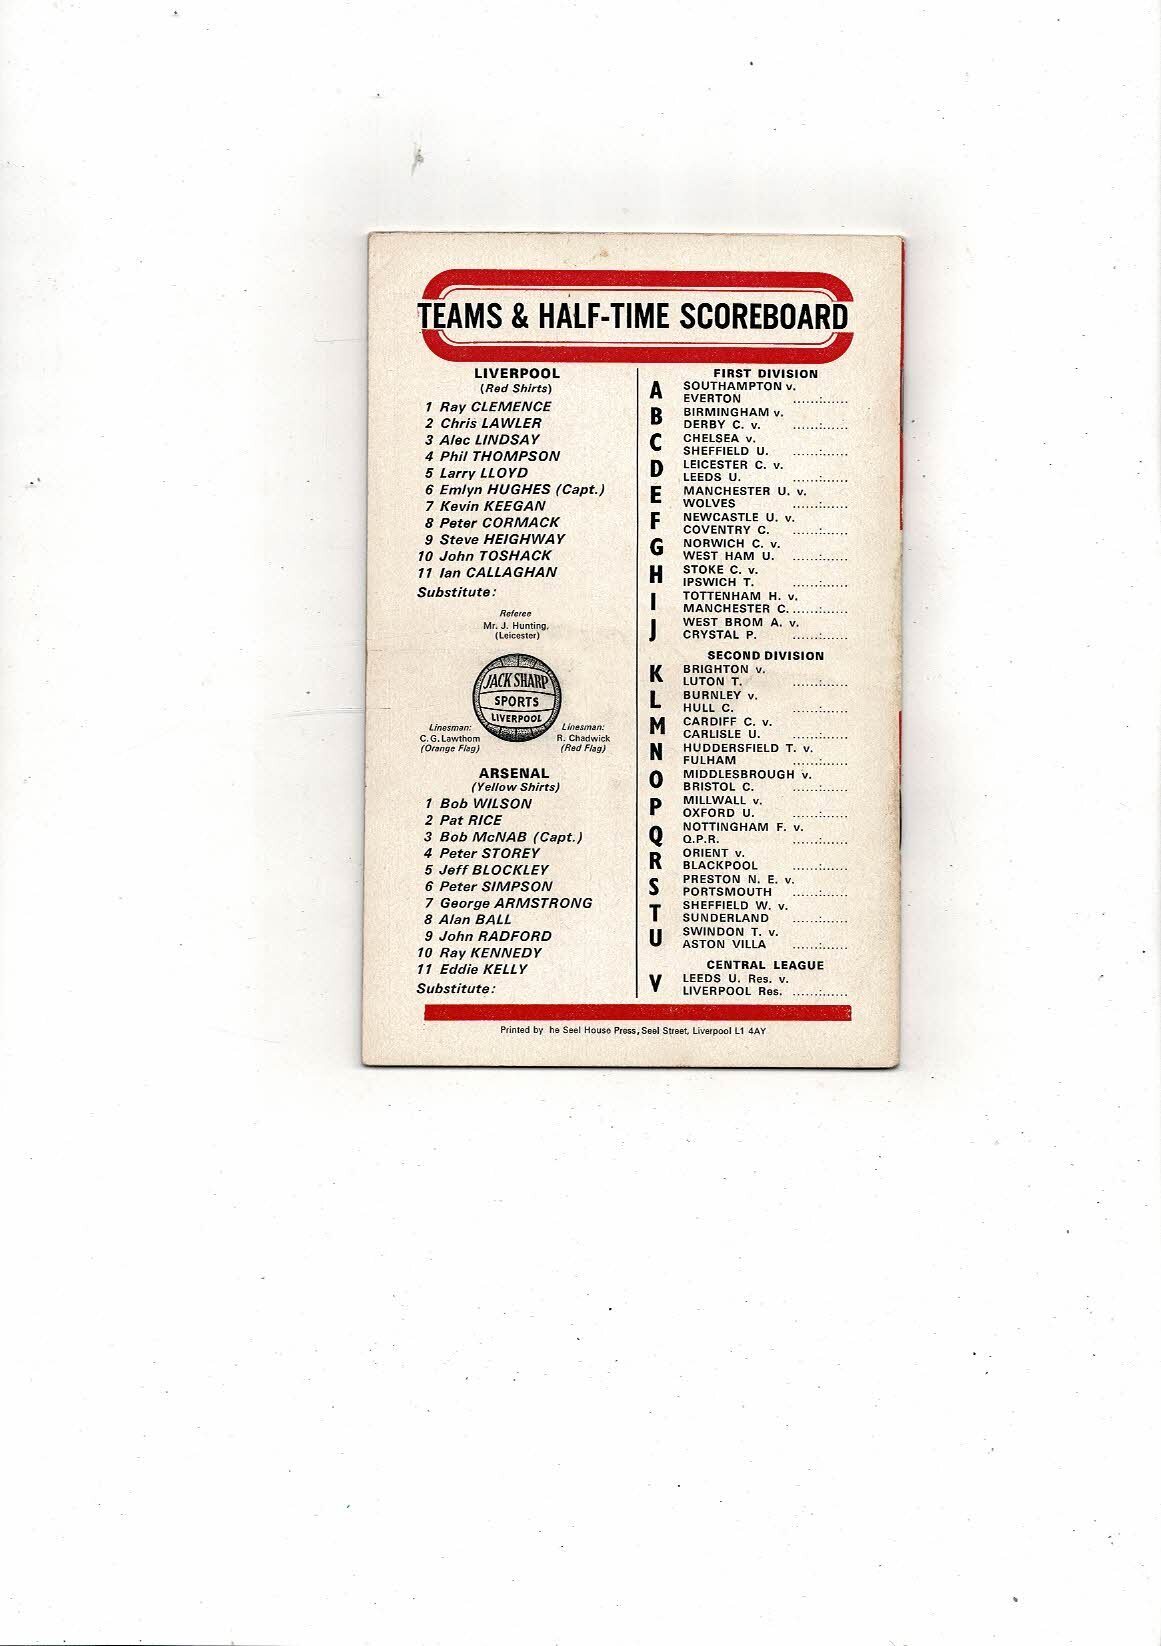 TEAMS & HALF-TIME SCOREBOARD
LIVERPOOL
(Red Shirts)
1 Ray CLEMENCE
2 Chris LAWLER
3 Alec LINDSAY
4 Phil THOMPSON
5 Larry LLOYD
6 Emlyn HUGHES (Capt.)
7 Kevin KEEGAN
8 Peter CORMACK
9 Steve HEIGHWAY
10 John TOSHACK
11 Ian CALLAGHAN
Substitute:
Referee
Mr. J. Hunting,
(Leicester)
JACK SHARP
SPORTS
LIVERPOOL
Linesman:
C. G. Lawthom
(Orange Flag)
Linesman:
R. Chadwick
(Red Flag)
ARSENAL
(Yellow Shirts)
1 Bob WILSON
2 Pat RICE
3 Bob McNAB (Capt.)
4 Peter STOREY
5 Jeff BLOCKLEY
6 Peter SIMPSON
7 George ARMSTRONG
8 Alan BALL
9 John RADFORD
10 Ray KENNEDY
11 Eddie KELLY
Substitute:
FIRST DIVISION
A SOUTHAMPTON v.
EVERTON ......:......
B BIRMINGHAM v.
DERBY C. v. ......:......
C CHELSEA v.
SHEFFIELD U. ......:......
D LEICESTER C. v.
LEEDS U. ......:......
E MANCHESTER U. v.
WOLVES ......:......
F NEWCASTLE U. v.
COVENTRY C. ......:......
G NORWICH C. v.
WEST HAM U. ......:......
H STOKE C. v.
IPSWICH T. ......:......
I TOTTENHAM H. v.
MANCHESTER C. ......:......
J WEST BROM A. v.
CRYSTAL P. ......:......
SECOND DIVISION
K BRIGHTON v.
LUTON T. ......:......
L BURNLEY v.
HULL C. ......:......
M CARDIFF C. v.
CARLISLE U. ......:......
N HUDDERSFIELD T. v.
FULHAM ......:......
O MIDDLESBROUGH v.
BRISTOL C. ......:......
P MILLWALL v.
OXFORD U. ......:......
Q NOTTINGHAM F. v.
Q.P.R. ......:......
R ORIENT v.
BLACKPOOL ......:......
S PRESTON N. E. v.
PORTSMOUTH ......:......
T SHEFFIELD W. v.
SUNDERLAND ......:......
U SWINDON T. v.
ASTON VILLA ......:......
CENTRAL LEAGUE
V LEEDS U. Res. v.
LIVERPOOL Res. ......:......
Printed by he Seel House Press, Seel Street, Liverpool L1 4AY